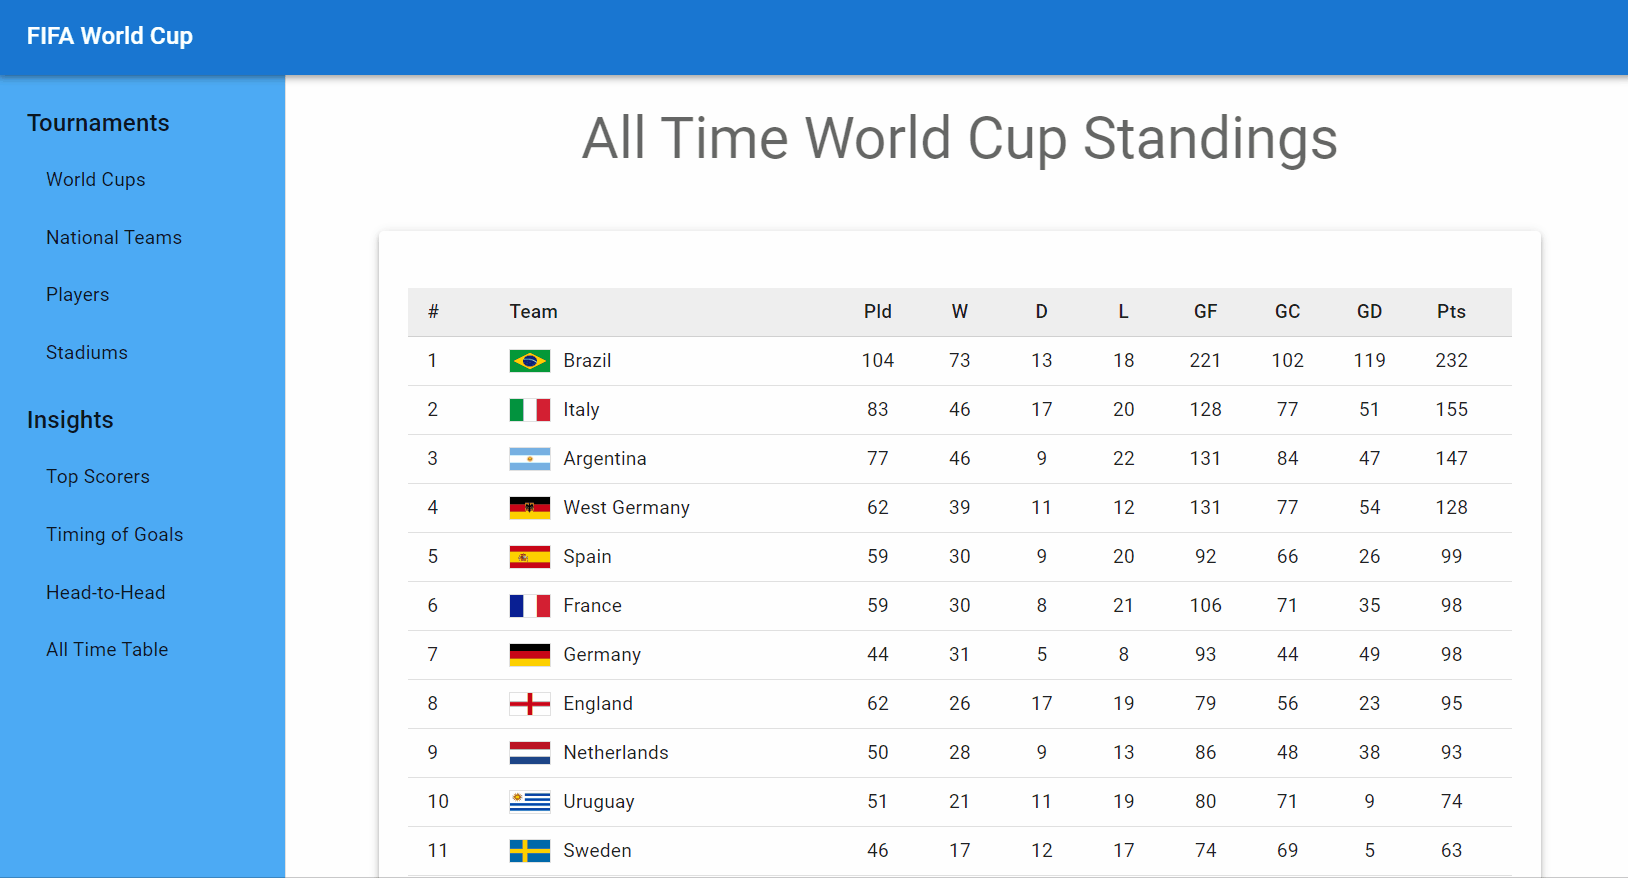 FIFA World Cup
Tournaments
World Cups
National Teams
Players
Stadiums
Insights
Top Scorers
Timing of Goals
Head-to-Head
All Time Table
All Time World Cup Standings
# Team Pld W D L GF GC GD Pts
1 Brazil 104 73 13 18 221 102 119 232
2 Italy 83 46 17 20 128 77 51 155
3 Argentina 77 46 9 22 131 84 47 147
4 West Germany 62 39 11 12 131 77 54 128
5 Spain 59 30 9 20 92 66 26 99
6 France 59 30 8 21 106 71 35 98
7 Germany 44 31 5 8 93 44 49 98
8 England 62 26 17 19 79 56 23 95
9 Netherlands 50 28 9 13 86 48 38 93
10 Uruguay 51 21 11 19 80 71 9 74
11 Sweden 46 17 12 17 74 69 5 63